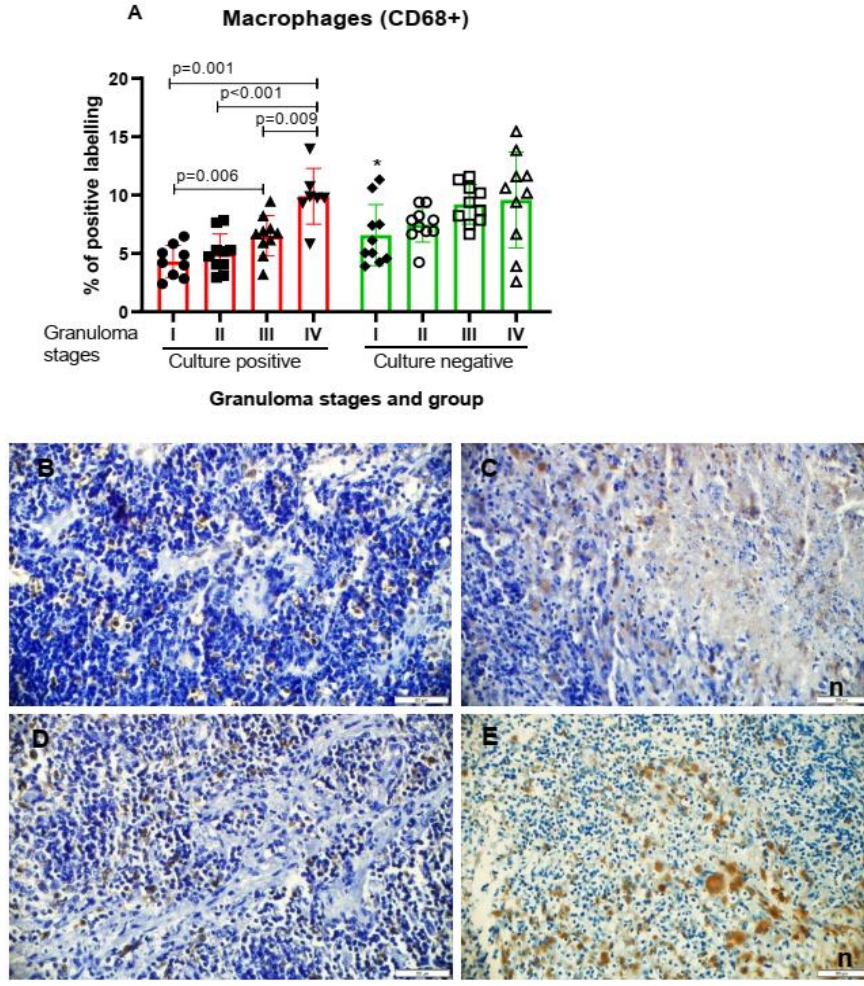 A
Macrophages (CD68+)
p=0.001
p<0.001
p=0.009
p=0.006
*
% of positive labelling
20
15
10
5
0
I II III IV I II III IV
Granuloma stages
Culture positive Culture negative
Granuloma stages and group
B
C
n
D
E
n